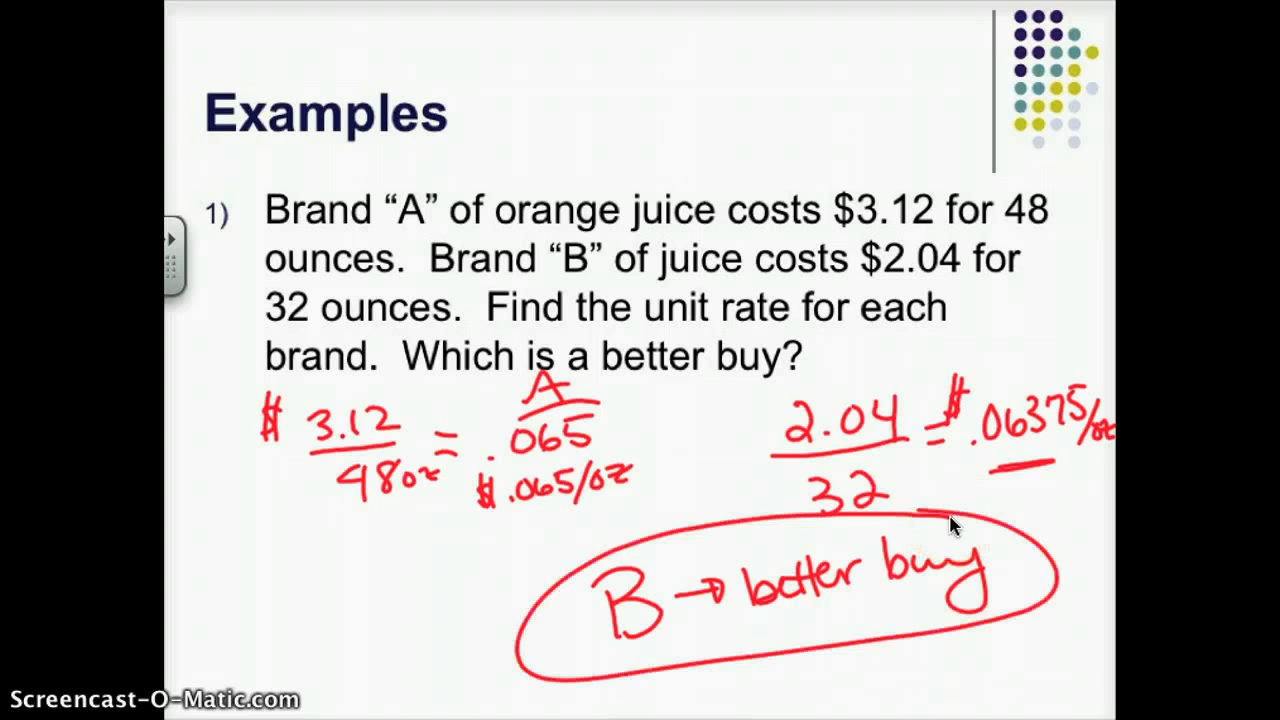 Examples
1) Brand “A” of orange juice costs $3.12 for 48
ounces. Brand “B” of juice costs $2.04 for
32 ounces. Find the unit rate for each
brand. Which is a better buy?
A
$ 3.12 = .065
48oz
$.065/oz
2.04 = $.06375/oz
32
B → better buy
Screencast-O-Matic.com